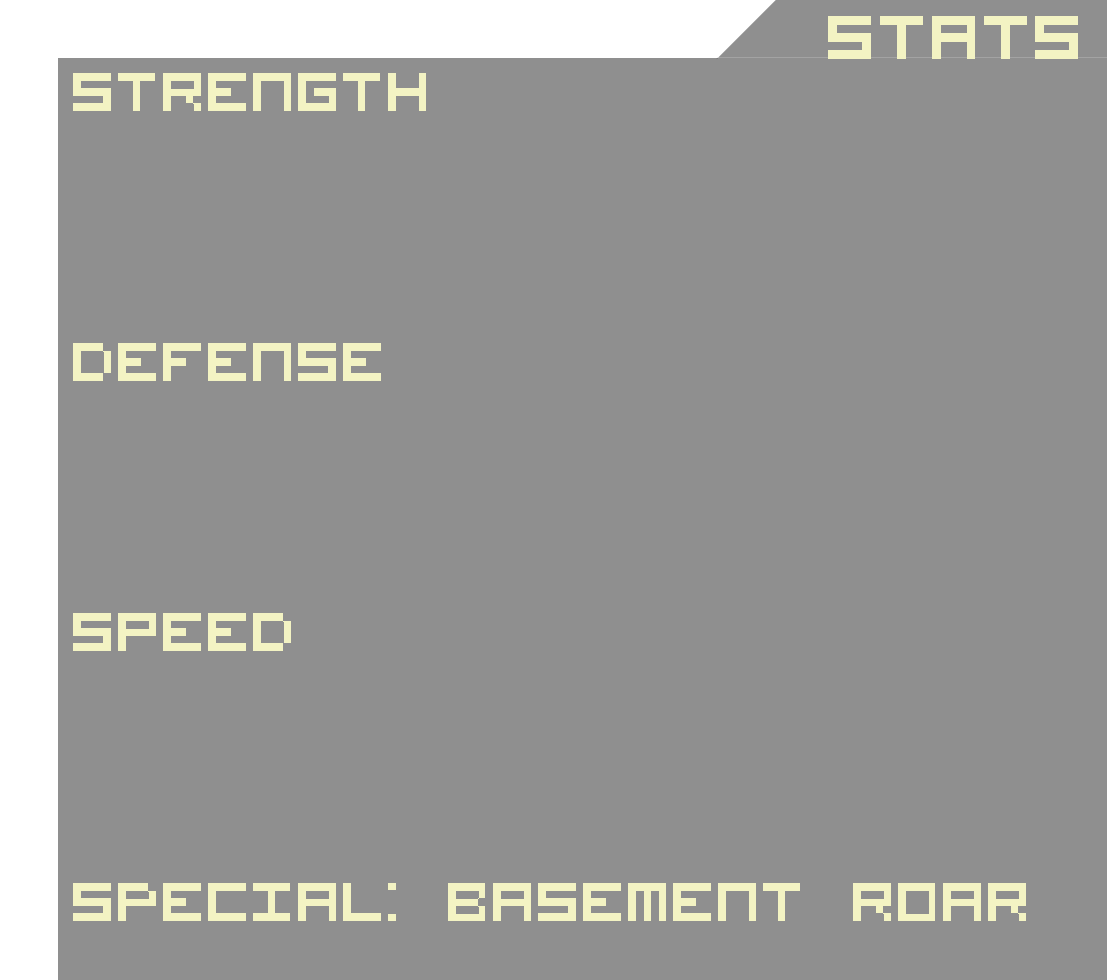 STATS
STRENGTH
DEFENSE
SPEED
SPECIAL: BASEMENT ROAR